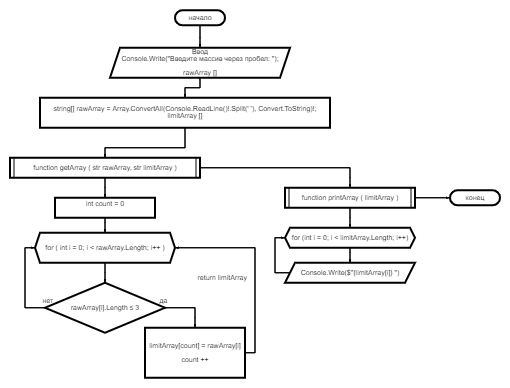 начало
Ввод
Console.Write("Введите массив через пробел: ");
rawArray []
string[] rawArray = Array.ConvertAll(Console.ReadLine()!.Split(' '), Convert.ToString)!;
limitArray []
function getArray ( str rawArray, str limitArray )
function printArray ( limitArray )
конец
int count = 0
for ( int i = 0; i < rawArray.Length; i++ )
for (int i = 0; i < limitArray.Length; i++)
Console.Write($"{limitArray[i]} ")
return limitArray
нет
да
rawArray[i].Length ≤ 3
limitArray[count] = rawArray[i]
count ++